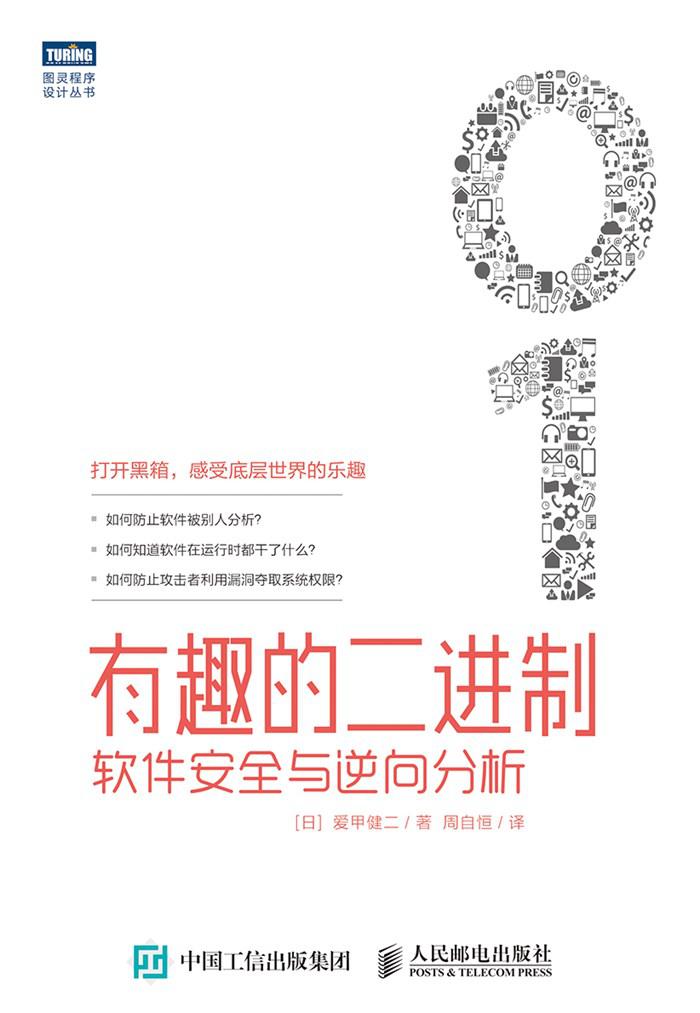 TURING
图灵程序
设计丛书
0
1
打开黑箱，感受底层世界的乐趣
如何防止软件被别人分析?
如何知道软件在运行时都干了什么?
如何防止攻击者利用漏洞夺取系统权限?
有趣的二进制
软件安全与逆向分析
[日] 爱甲健二 / 著 周自恒 / 译
中国工信出版集团
人民邮电出版社
POSTS & TELECOM PRESS